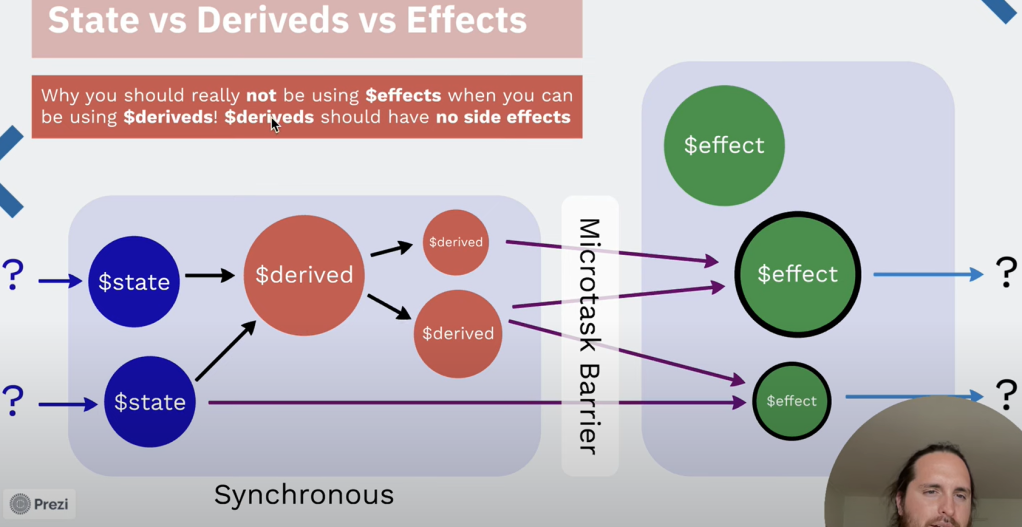 State vs Deriveds vs Effects
Why you should really not be using $effects when you can
be using $deriveds! $deriveds should have no side effects
$effect
$derived
?
$state
$derived
$effect
?
$derived
Microtask Barrier
?
$state
$effect
?
Synchronous
Prezi